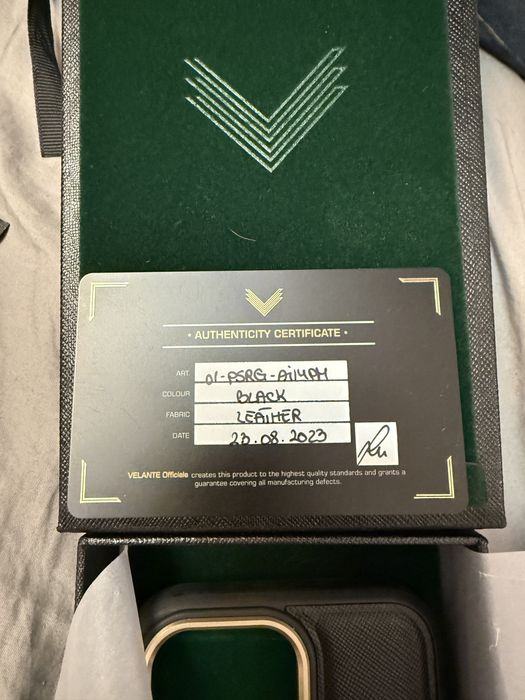 • AUTHENTICITY CERTIFICATE •
ART. 01-PSRG-Ai14PM
COLOUR BLACK
FABRIC LEATHER
DATE 23.08.2023
VELANTE Officiele creates this product to the highest quality standards and grants a
guarantee covering all manufacturing defects.